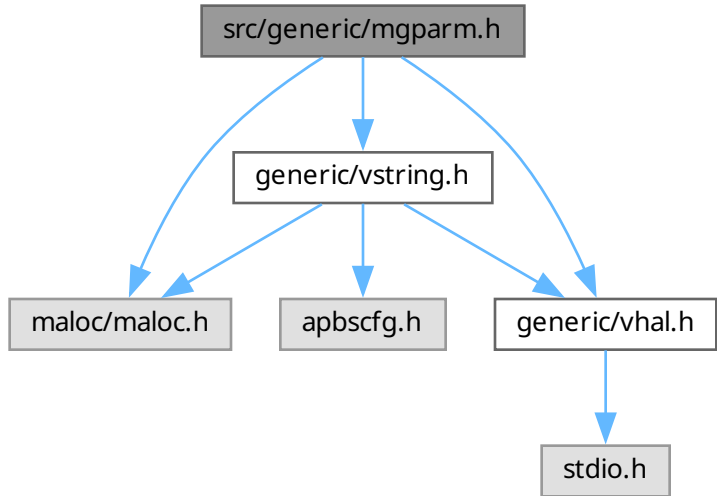 src/generic/mgparm.h
generic/vstring.h
maloc/maloc.h
apbscfg.h
generic/vhal.h
stdio.h